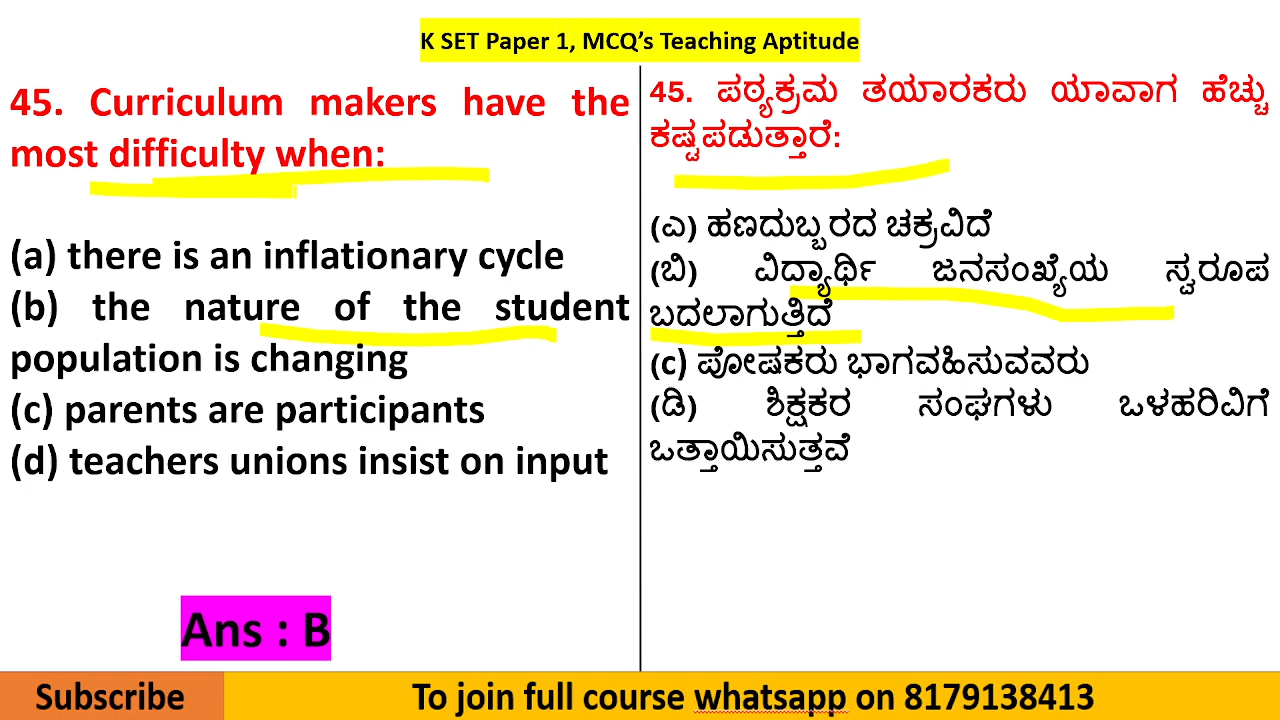 K SET Paper 1, MCQ’s Teaching Aptitude
45. Curriculum makers have the
most difficulty when:
(a) there is an inflationary cycle
(b) the nature of the student
population is changing
(c) parents are participants
(d) teachers unions insist on input
Ans : B
45. ಪಠ್ಯಕ್ರಮ ತಯಾರಕರು ಯಾವಾಗ ಹೆಚ್ಚು
ಕಷ್ಟಪಡುತ್ತಾರೆ:
(ಎ) ಹಣದುಬ್ಬರದ ಚಕ್ರವಿದೆ
(ಬಿ) ವಿದ್ಯಾರ್ಥಿ ಜನಸಂಖ್ಯೆಯ ಸ್ವರೂಪ
ಬದಲಾಗುತ್ತಿದೆ
(c) ಪೋಷಕರು ಭಾಗವಹಿಸುವವರು
(ಡಿ) ಶಿಕ್ಷಕರ ಸಂಘಗಳು ಒಳಹರಿವಿಗೆ
ಒತ್ತಾಯಿಸುತ್ತವೆ
Subscribe
To join full course whatsapp on 8179138413